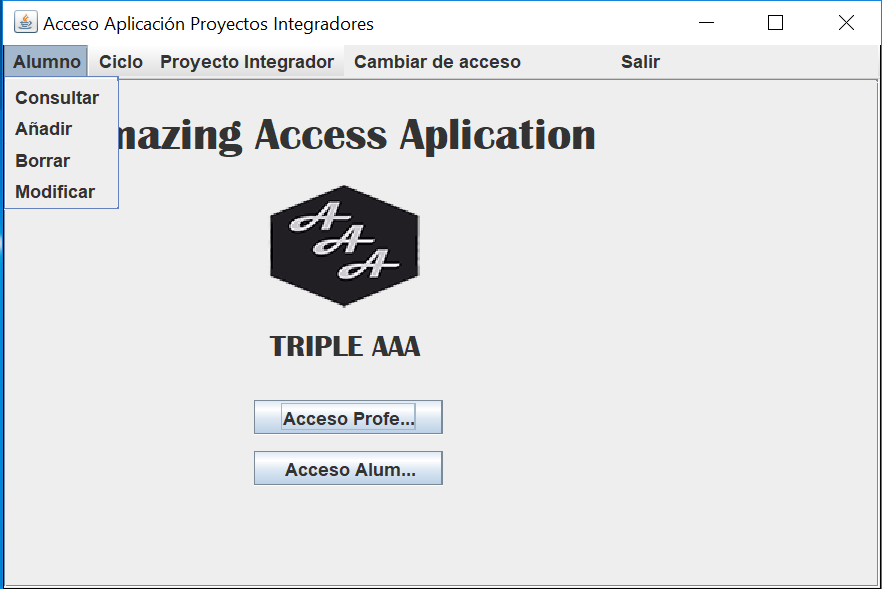 Acceso Aplicación Proyectos Integradores
Alumno Ciclo Proyecto Integrador Cambiar de acceso Salir
Consultar
Añadir
Borrar
Modificar
mazing Access Aplication
AAA
TRIPLE AAA
Acceso Profe...
Acceso Alum...